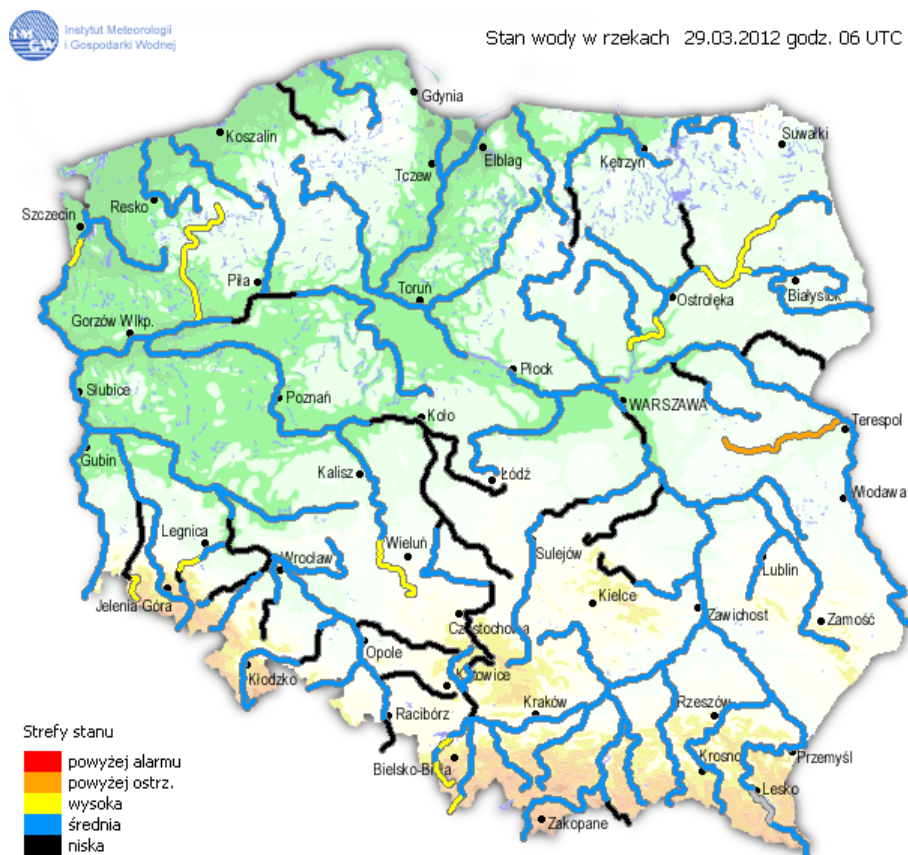 IMGW
Instytut Meteorologii
i Gospodarki Wodnej
Stan wody w rzekach 29.03.2012 godz. 06 UTC
Gdynia
Koszalin
Suwałki
Elbląg
Kętrzyn
Tczew
Resko
Szczecin
Piła
Toruń
Ostrołęka
Białystok
Gorzów Wlkp.
Płock
Słubice
Poznań
WARSZAWA
Koło
Terespol
Gubin
Kalisz
Łódź
Włodawa
Legnica
Wrocław
Wieluń
Sulejów
Lublin
Jelenia Góra
Kielce
Zawichost
Zamość
Częstochowa
Opole
Kłodzko
Katowice
Racibórz
Kraków
Rzeszów
Bielsko-Biała
Krosno
Przemyśl
Lesko
Zakopane
Strefy stanu
powyżej alarmu
powyżej ostrz.
wysoka
średnia
niska